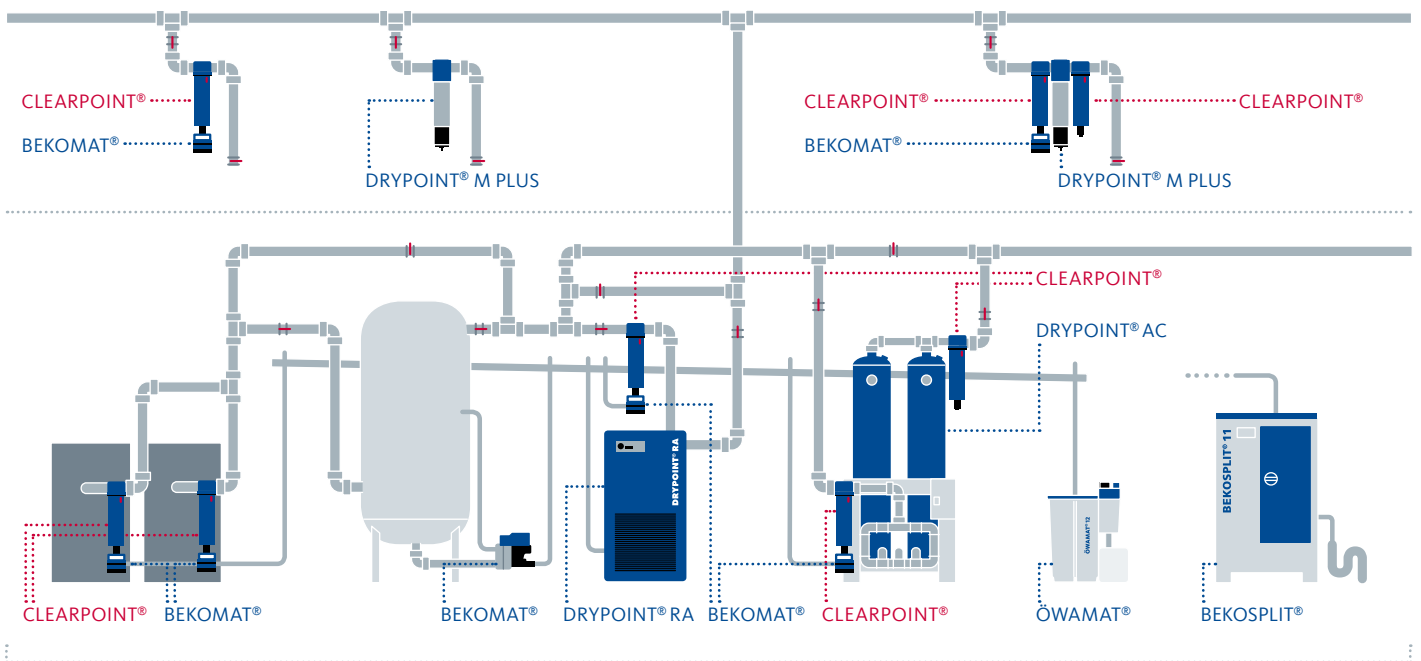 CLEARPOINT®
BEKOMAT®
DRYPOINT® M PLUS
CLEARPOINT®
CLEARPOINT®
BEKOMAT®
DRYPOINT® M PLUS
CLEARPOINT®
DRYPOINT® AC
DRYPOINT® RA
BEKOSPLIT® 11
ÖWAMAT® 12
CLEARPOINT®
BEKOMAT®
BEKOMAT®
DRYPOINT® RA
BEKOMAT®
CLEARPOINT®
ÖWAMAT®
BEKOSPLIT®